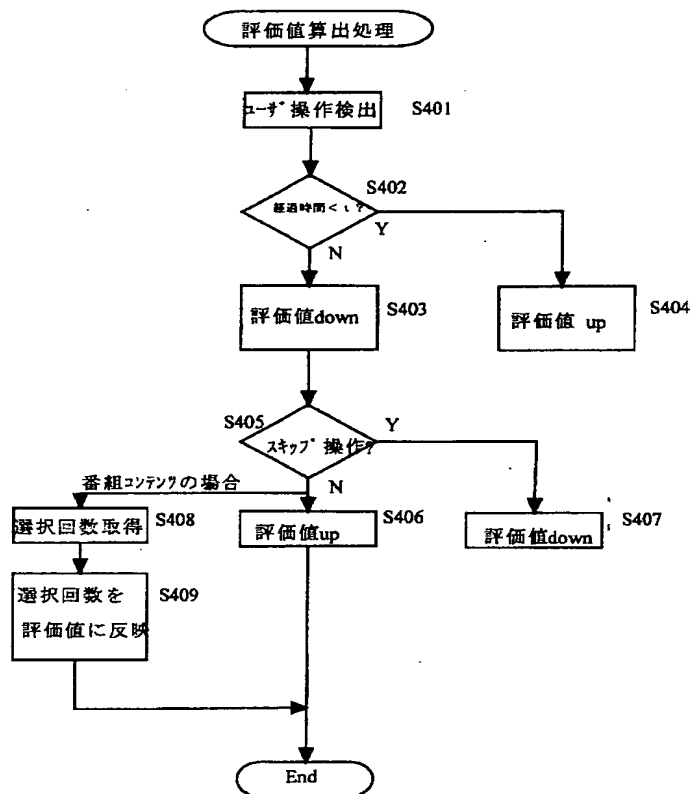 評価値算出処理
ユーザ操作検出
S401
S402
経過時間< t ?
Y
N
評価値down
S403
評価値 up
S404
S405
スキップ操作?
Y
N
番組コンテンツの場合
選択回数取得
S408
評価値up
S406
評価値down
S407
選択回数を
評価値に反映
S409
End